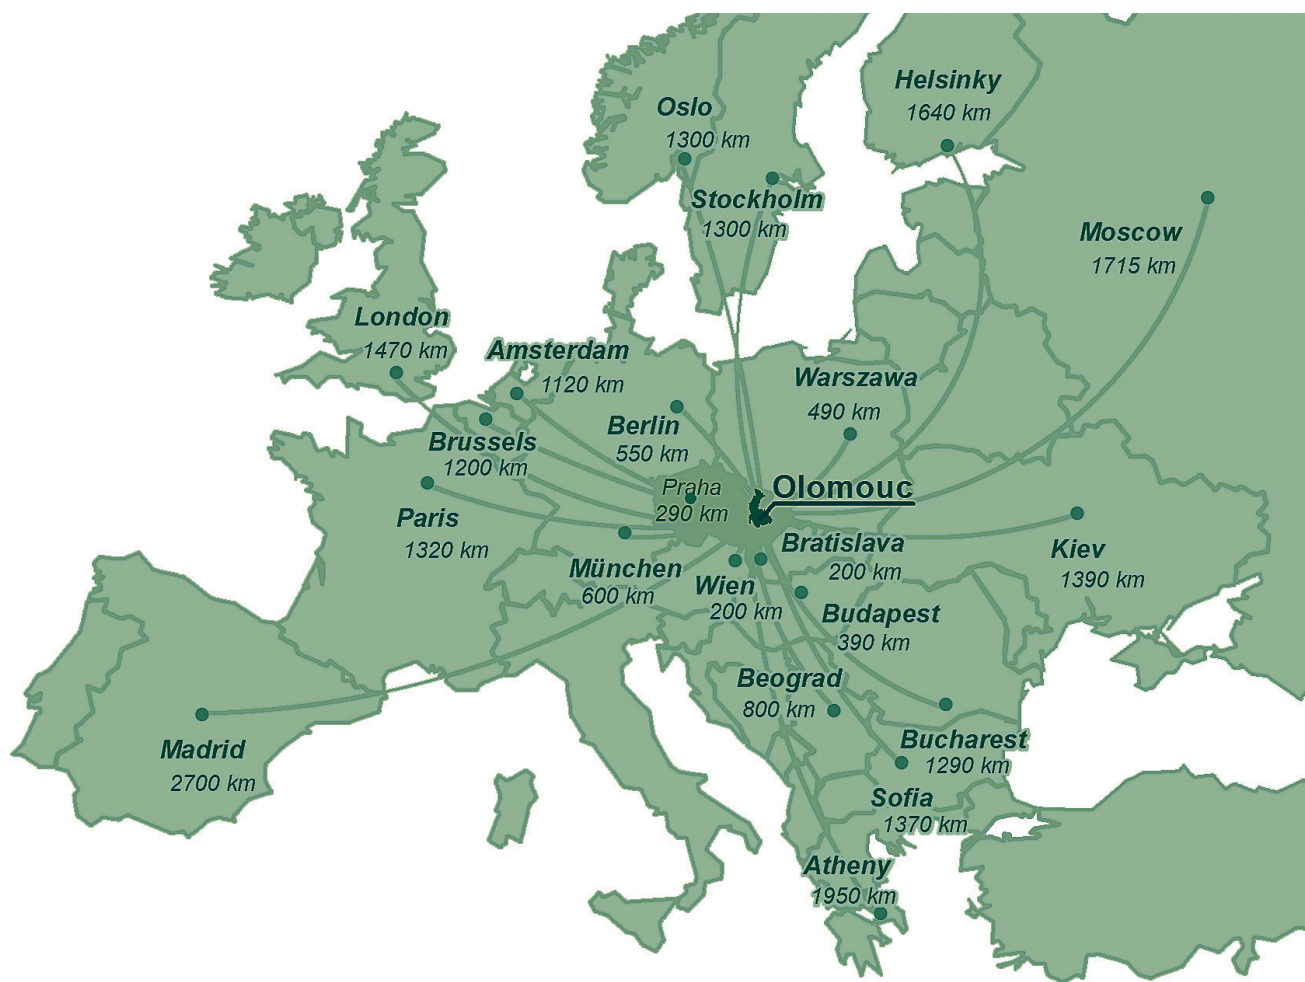 Helsinky
1640 km
Oslo
1300 km
Stockholm
1300 km
Moscow
1715 km
London
1470 km
Amsterdam
1120 km
Warszawa
490 km
Berlin
550 km
Brussels
1200 km
Praha
290 km
Olomouc
Paris
1320 km
München
600 km
Wien
200 km
Bratislava
200 km
Kiev
1390 km
Budapest
390 km
Beograd
800 km
Madrid
2700 km
Bucharest
1290 km
Sofia
1370 km
Atheny
1950 km